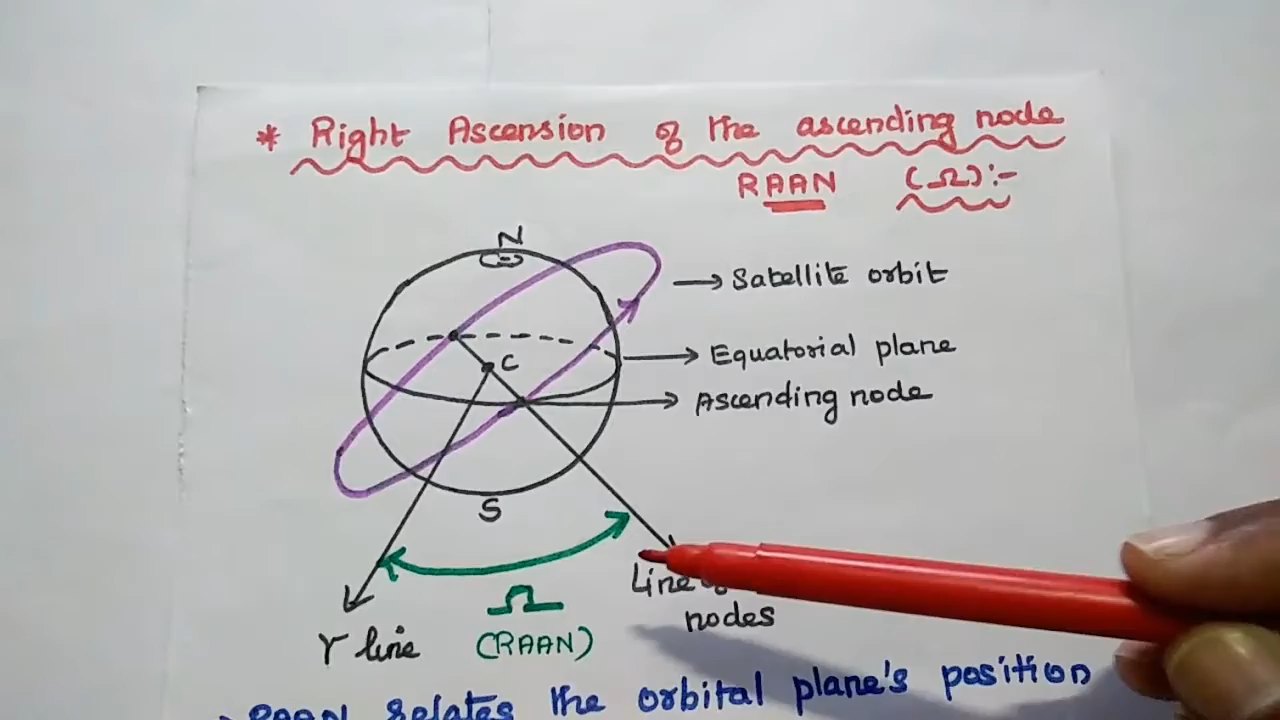 * Right Ascension of the ascending node
RAAN (Ω):-
N
Satellite orbit
C
Equatorial plane
Ascending node
S
Line
nodes
Ω
ϒ line
(RAAN)
RAAN relates the orbital plane's position